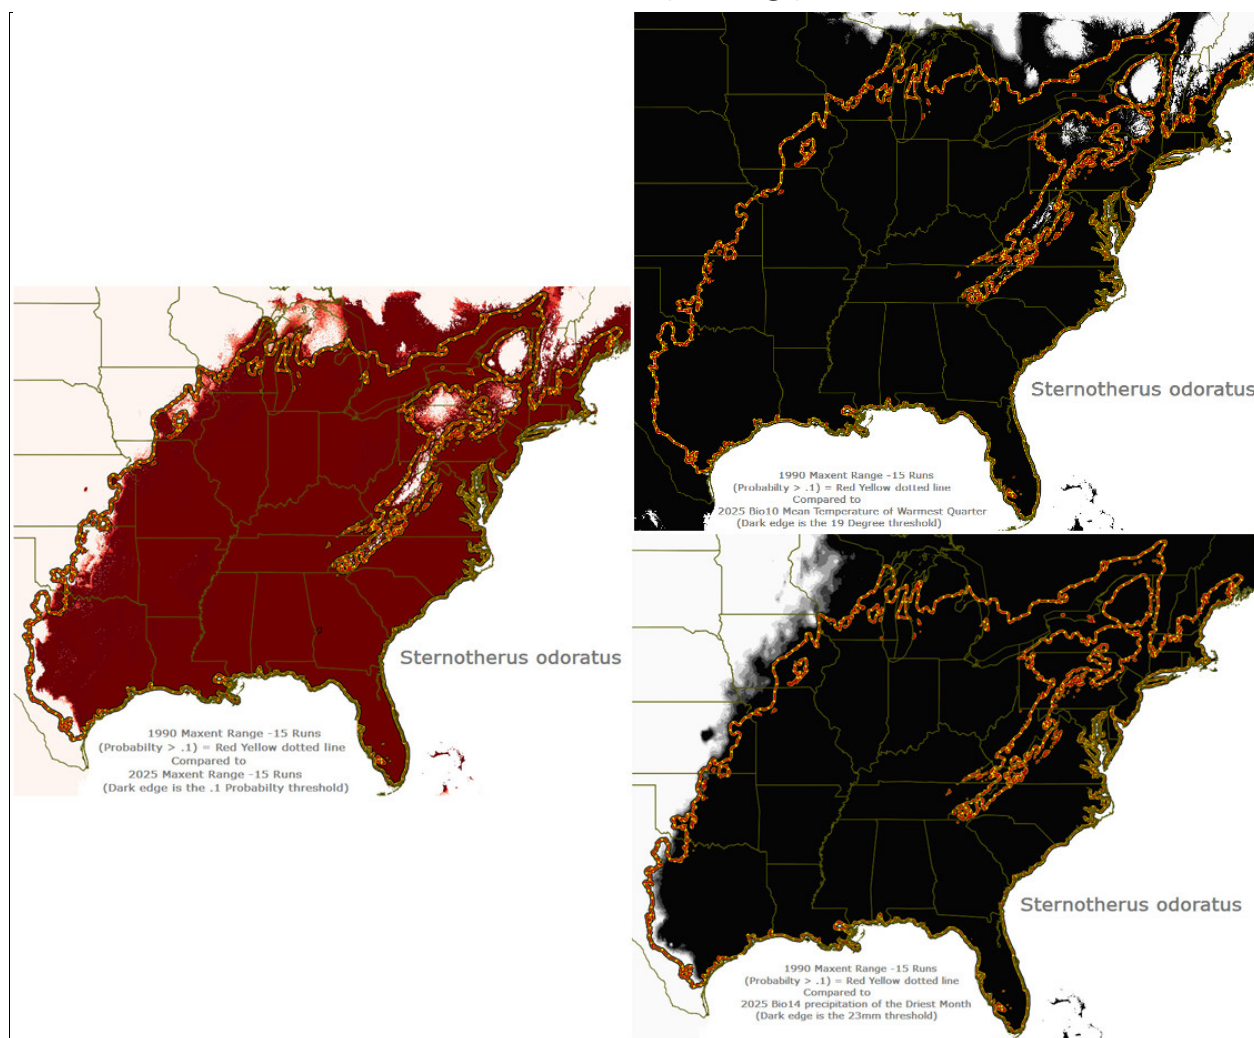 Sternotherus odoratus
1990 Maxent Range -15 Runs
(Probabilty > .1) = Red Yellow dotted line
Compared to
2025 Maxent Range -15 Runs
(Dark edge is the .1 Probabilty threshold)
Sternotherus odoratus
1990 Maxent Range -15 Runs
(Probabilty > .1) = Red Yellow dotted line
Compared to
2025 Bio10 Mean Temperature of Warmest Quarter
(Dark edge is the 19 Degree threshold)
Sternotherus odoratus
1990 Maxent Range -15 Runs
(Probabilty > .1) = Red Yellow dotted line
Compared to
2025 Bio14 precipitation of the Driest Month
(Dark edge is the 23mm threshold)